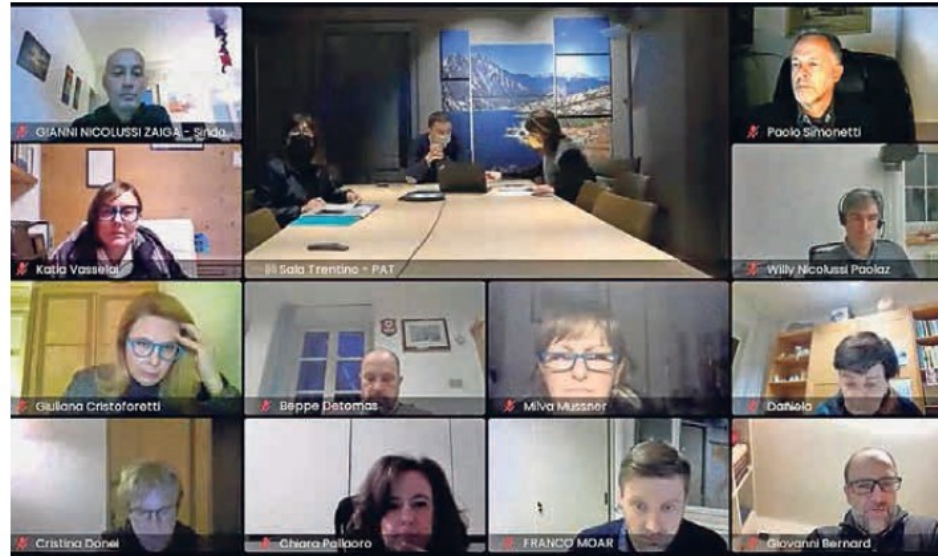 GIANNI NICOLUSSI ZAIGA - Sinda...
Paolo Simonetti
Katia Vasselai
Sala Trentino - PAT
Willy Nicolussi Paolaz
Giuliana Cristoforetti
Beppe Detomas
Milva Mussner
Daniela
Cristina Donei
Chiara Pallaoro
FRANCO MOAR
Giovanni Bernard